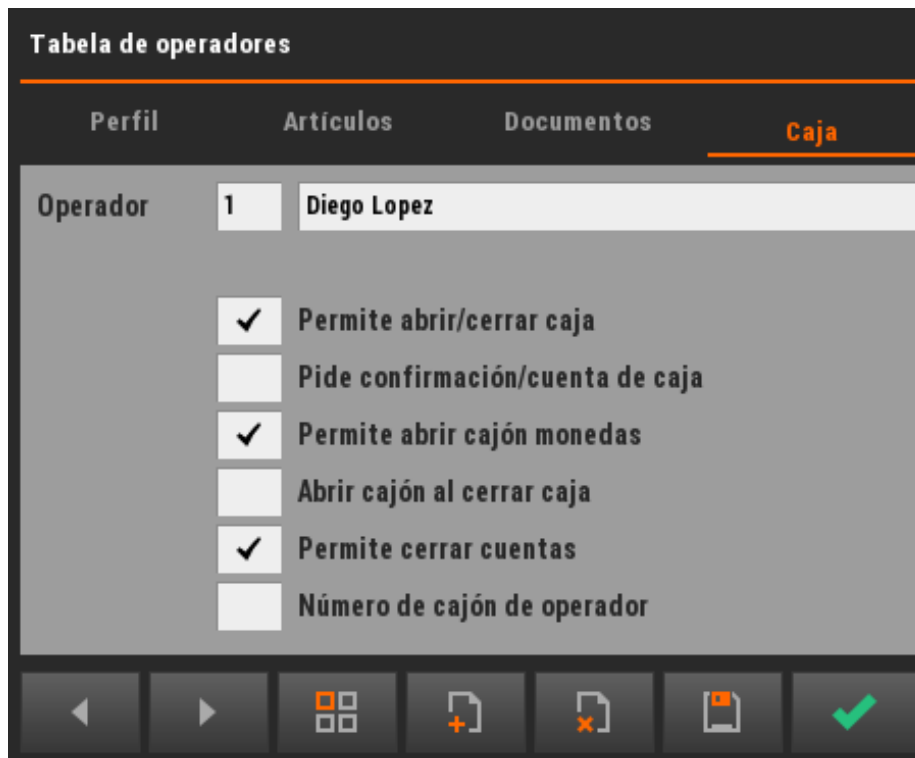 Tabela de operadores
Perfil Artículos Documentos Caja
Operador 1 Diego Lopez
Permite abrir/cerrar caja
Pide confirmación/cuenta de caja
Permite abrir cajón monedas
Abrir cajón al cerrar caja
Permite cerrar cuentas
Número de cajón de operador